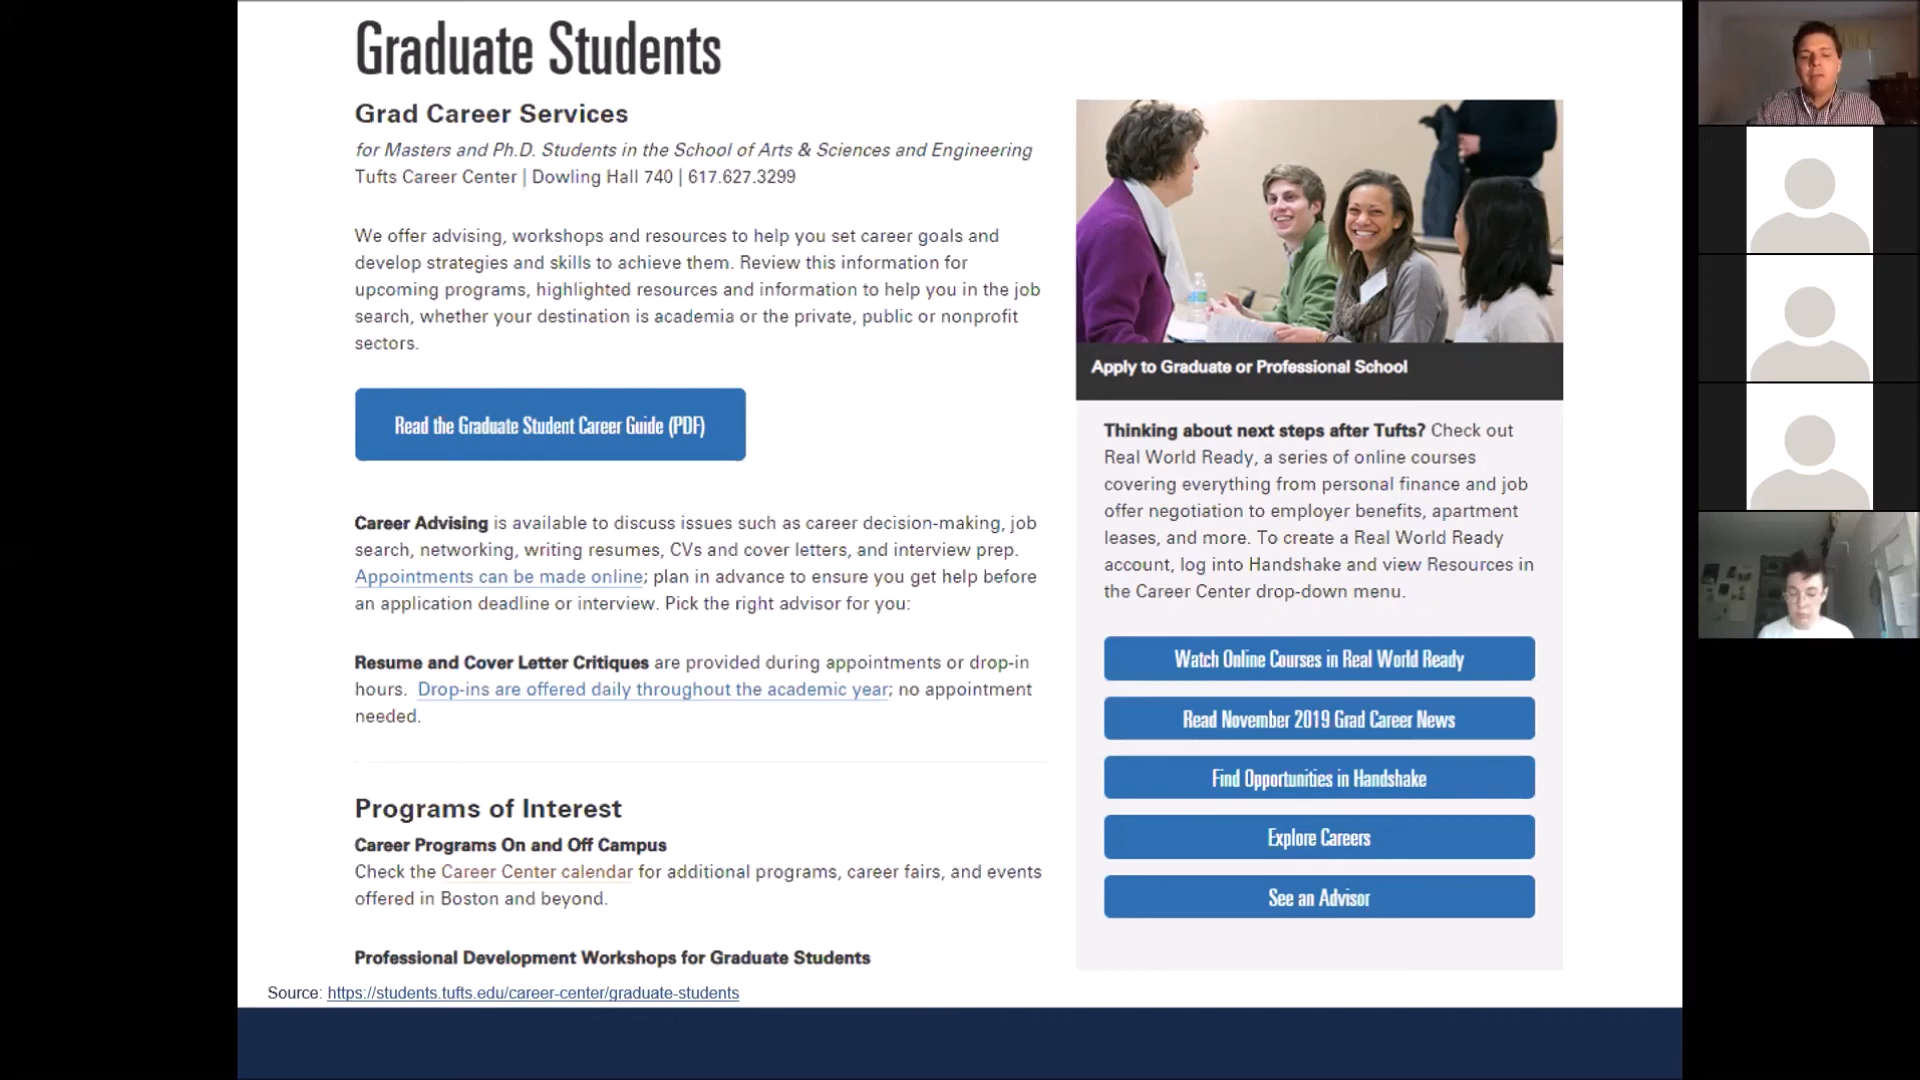 Graduate Students
Grad Career Services
for Masters and Ph.D. Students in the School of Arts & Sciences and Engineering
Tufts Career Center | Dowling Hall 740 | 617.627.3299
We offer advising, workshops and resources to help you set career goals and
develop strategies and skills to achieve them. Review this information for
upcoming programs, highlighted resources and information to help you in the job
search, whether your destination is academia or the private, public or nonprofit
sectors.
Read the Graduate Student Career Guide (PDF)
Career Advising is available to discuss issues such as career decision-making, job
search, networking, writing resumes, CVs and cover letters, and interview prep.
Appointments can be made online; plan in advance to ensure you get help before
an application deadline or interview. Pick the right advisor for you:
Resume and Cover Letter Critiques are provided during appointments or drop-in
hours. Drop-ins are offered daily throughout the academic year; no appointment
needed.
Programs of Interest
Career Programs On and Off Campus
Check the Career Center calendar for additional programs, career fairs, and events
offered in Boston and beyond.
Professional Development Workshops for Graduate Students
Apply to Graduate or Professional School
Thinking about next steps after Tufts? Check out
Real World Ready, a series of online courses
covering everything from personal finance and job
offer negotiation to employer benefits, apartment
leases, and more. To create a Real World Ready
account, log into Handshake and view Resources in
the Career Center drop-down menu.
Watch Online Courses in Real World Ready
Read November 2019 Grad Career News
Find Opportunities in Handshake
Explore Careers
See an Advisor
Source: https://students.tufts.edu/career-center/graduate-students